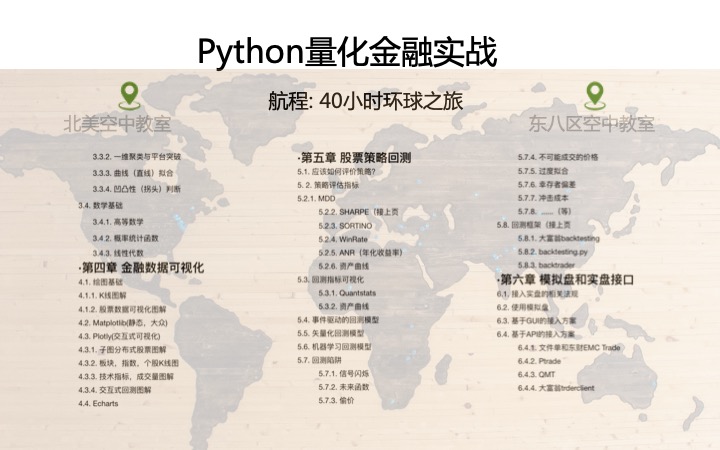 Python量化金融实战
航程: 40小时环球之旅
北美空中教室
东八区空中教室
3.3.2. 一维聚类与平台突破
3.3.3. 曲线（直线）拟合
3.3.4. 凹凸性（拐头）判断
3.4. 数学基础
3.4.1. 高等数学
3.4.2. 概率统计函数
3.4.3. 线性代数
·第四章 金融数据可视化
4.1. 绘图基础
4.1.1. K线图解
4.1.2. 股票数据可视化图解
4.2. Matplotlib(静态，大众)
4.3. Plotly(交互式可视化)
4.3.1. 子图分布式股票图解
4.3.2. 板块，指数，个股K线图
4.3.3. 技术指标，成交量图解
4.3.4. 交互式回测图解
4.4. Echarts
·第五章 股票策略回测
5.1. 应该如何评价策略?
5. 2. 策略评估指标
5.2.1. MDD
5.2.2. SHARPE（接上页
5.2.3. SORTINO
5.2.4. WinRate
5.2.5. ANR（年化收益率）
5.2.6. 资产曲线
5.3. 回测指标可视化
5.3.1. Quanstats
5.3.2. 资产曲线
5.4. 事件驱动的回测模型
5.5. 矢量化回测模型
5.6. 机器学习回测模型
5.7. 回测陷阱
5.7.1. 信号闪烁
5.7.2. 未来函数
5.7.3. 偷价
5.7.4. 不可能成交的价格
5.7.5. 过度拟合
5.7.6. 幸存者偏差
5.7.7. 冲击成本
5.7.8. ......（等）
5.8. 回测框架（接上页
5.8.1. 大富翁backtesting
5.8.2. backtesting.py
5.8.3. backtrader
·第六章 模拟盘和实盘接口
6.1. 接入实盘的相关法规
6.2. 使用模拟盘
6.3. 基于GUI的接入方案
6.4. 基于API的接入方案
6.4.1. 文件单和东财EMC Trade
6.4.2. Ptrade
6.4.3. QMT
6.4.4. 大富翁trderclient